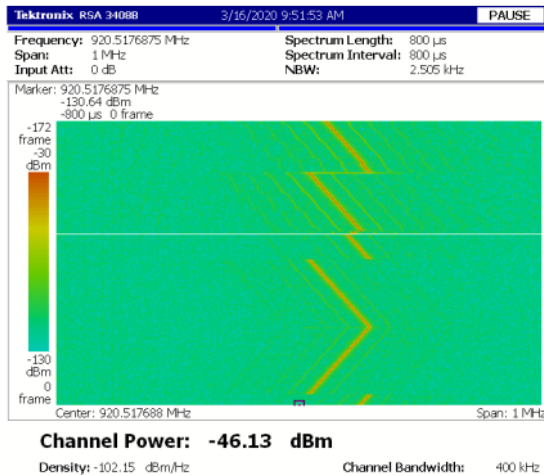 Tektronix RSA 3408B 3/16/2020 9:51:53 AM PAUSE
Frequency: 920.5176875 MHz Spectrum Length: 800 µs
Span: 1 MHz Spectrum Interval: 800 µs
Input Att: 0 dB NBW: 2.505 kHz
Marker: 920.5176875 MHz
-130.64 dBm
-800 µs 0 frame
-172
frame
-30
dBm
-130
dBm
0
frame
Center: 920.517688 MHz Span: 1 MHz
Channel Power: -46.13 dBm
Density: -102.15 dBm/Hz Channel Bandwidth: 400 kHz